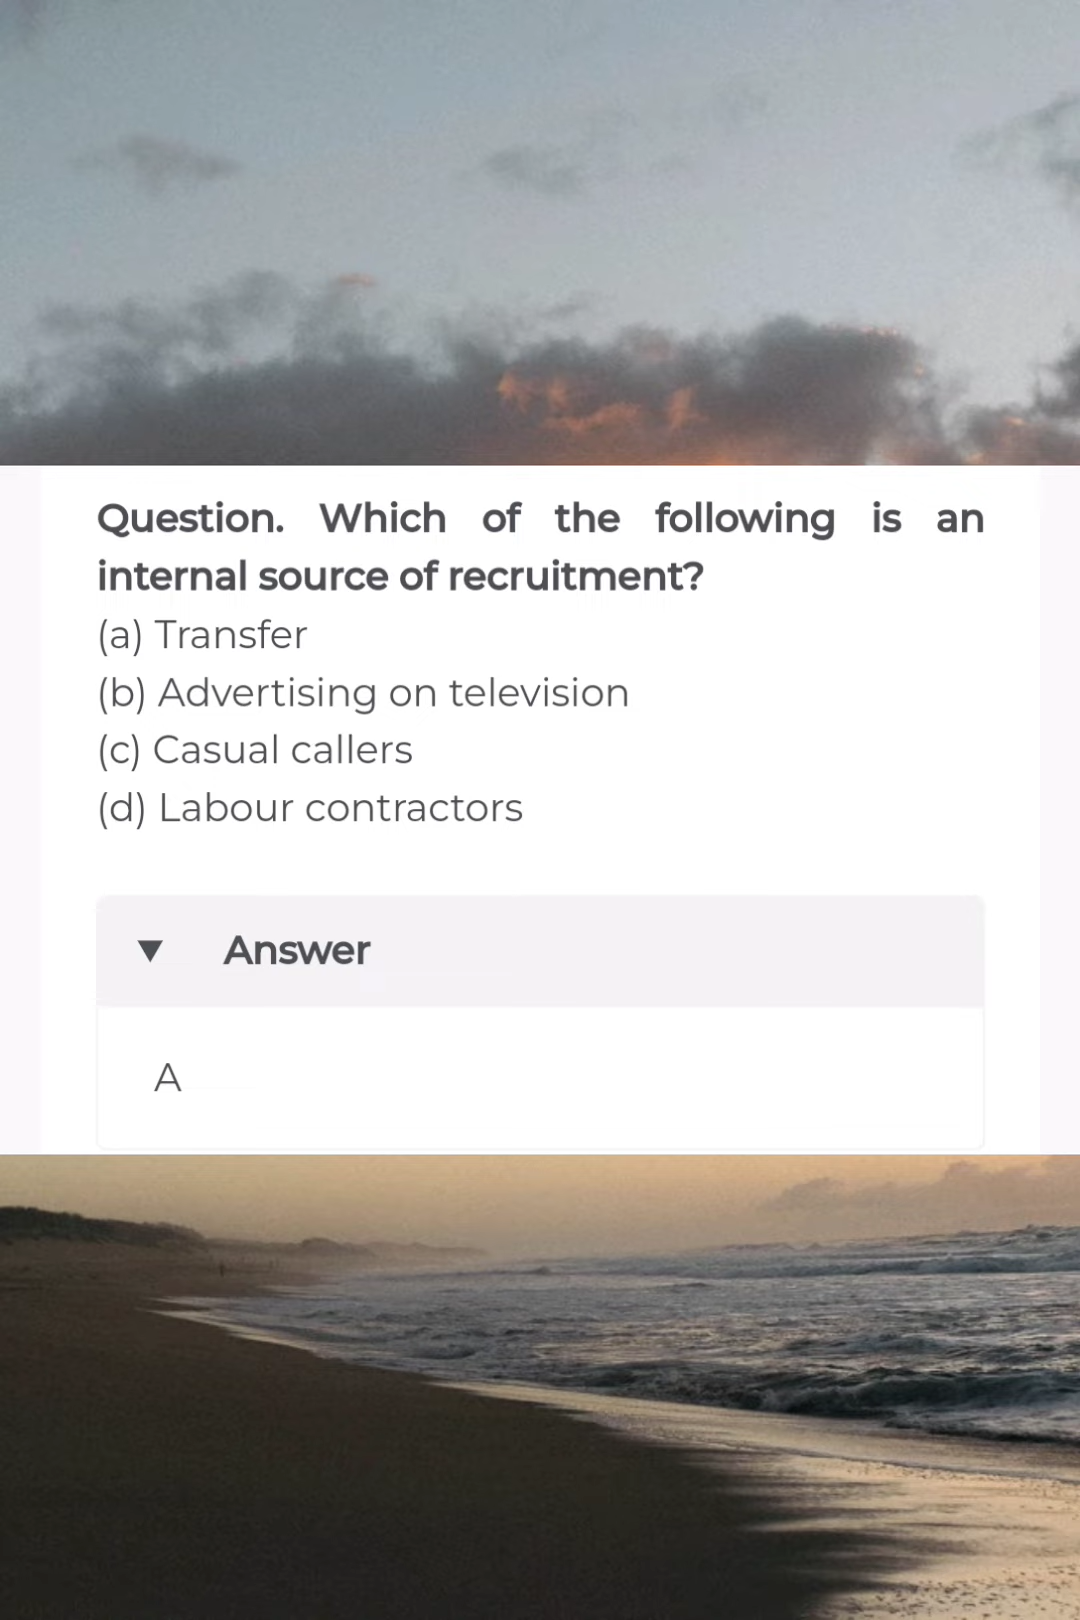 Question. Which of the following is an
internal source of recruitment?
(a) Transfer
(b) Advertising on television
(c) Casual callers
(d) Labour contractors
▼ Answer
A